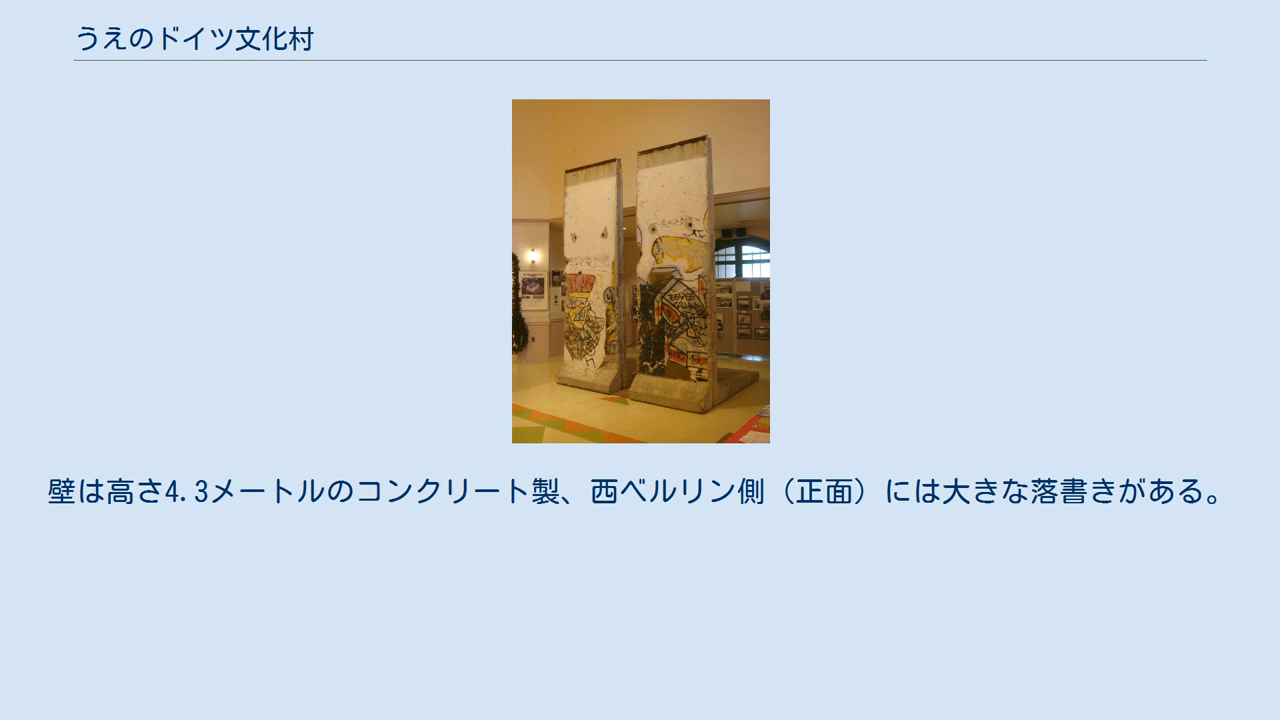 うえのドイツ文化村
壁は高さ4.3メートルのコンクリート製、西ベルリン側（正面）には大きな落書きがある。